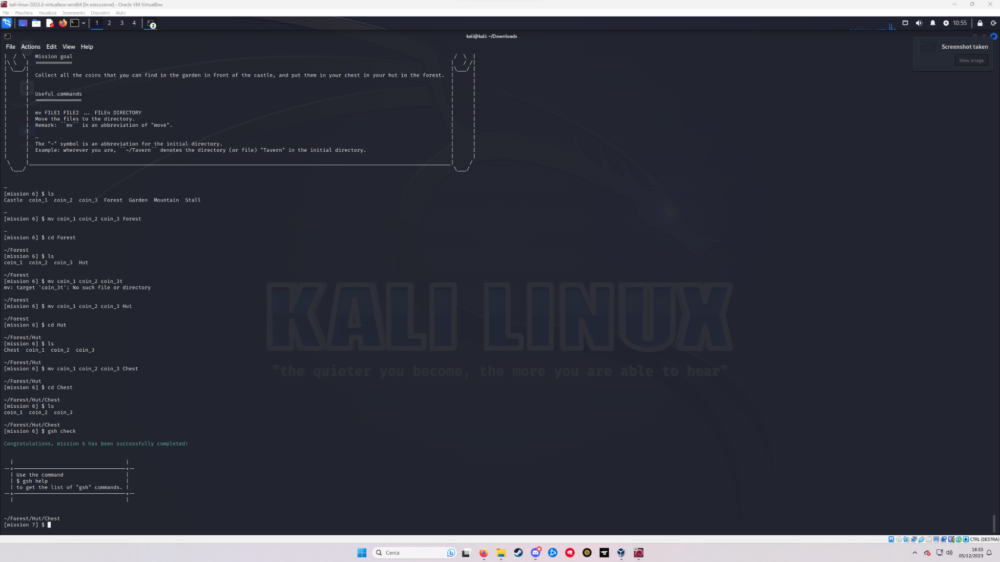 kali-linux-2023.3-virtualbox-amd64 [In esecuzione] - Oracle VM VirtualBox
File Macchina Visualizza Inserimento Dispositivi Aiuto
1 2 3 4 2 10:55
kali@kali: ~/Downloads
File Actions Edit View Help
Screenshot taken
View image
Mission goal
Collect all the coins that you can find in the garden in front of the castle, and put them in your chest in your hut in the forest.
Useful commands
mv FILE1 FILE2 ... FILEn DIRECTORY
Move the files to the directory.
Remark: ``mv`` is an abbreviation of "move".
~
The "~" symbol is an abbreviation for the initial directory.
Example: wherever you are, ``~/Tavern`` denotes the directory (or file) "Tavern" in the initial directory.
~
[mission 6] $ ls
Castle coin_1 coin_2 coin_3 Forest Garden Mountain Stall
~
[mission 6] $ mv coin_1 coin_2 coin_3 Forest
~
[mission 6] $ cd Forest
~/Forest
[mission 6] $ ls
coin_1 coin_2 coin_3 Hut
~/Forest
[mission 6] $ mv coin_1 coin_2 coin_3t
mv: target 'coin_3t': No such file or directory
~/Forest
[mission 6] $ mv coin_1 coin_2 coin_3 Hut
~/Forest
[mission 6] $ cd Hut
~/Forest/Hut
[mission 6] $ ls
Chest coin_1 coin_2 coin_3
~/Forest/Hut
[mission 6] $ mv coin_1 coin_2 coin_3 Chest
~/Forest/Hut
[mission 6] $ cd Chest
~/Forest/Hut/Chest
[mission 6] $ ls
coin_1 coin_2 coin_3
~/Forest/Hut/Chest
[mission 6] $ gsh check
Congratulations, mission 6 has been successfully completed!
Use the command
$ gsh help
to get the list of "gsh" commands.
~/Forest/Hut/Chest
[mission 7] $
KALI LINUX
"the quieter you become, the more you are able to hear"
CTRL (DESTRA)
Cerca
16:55
05/12/2023